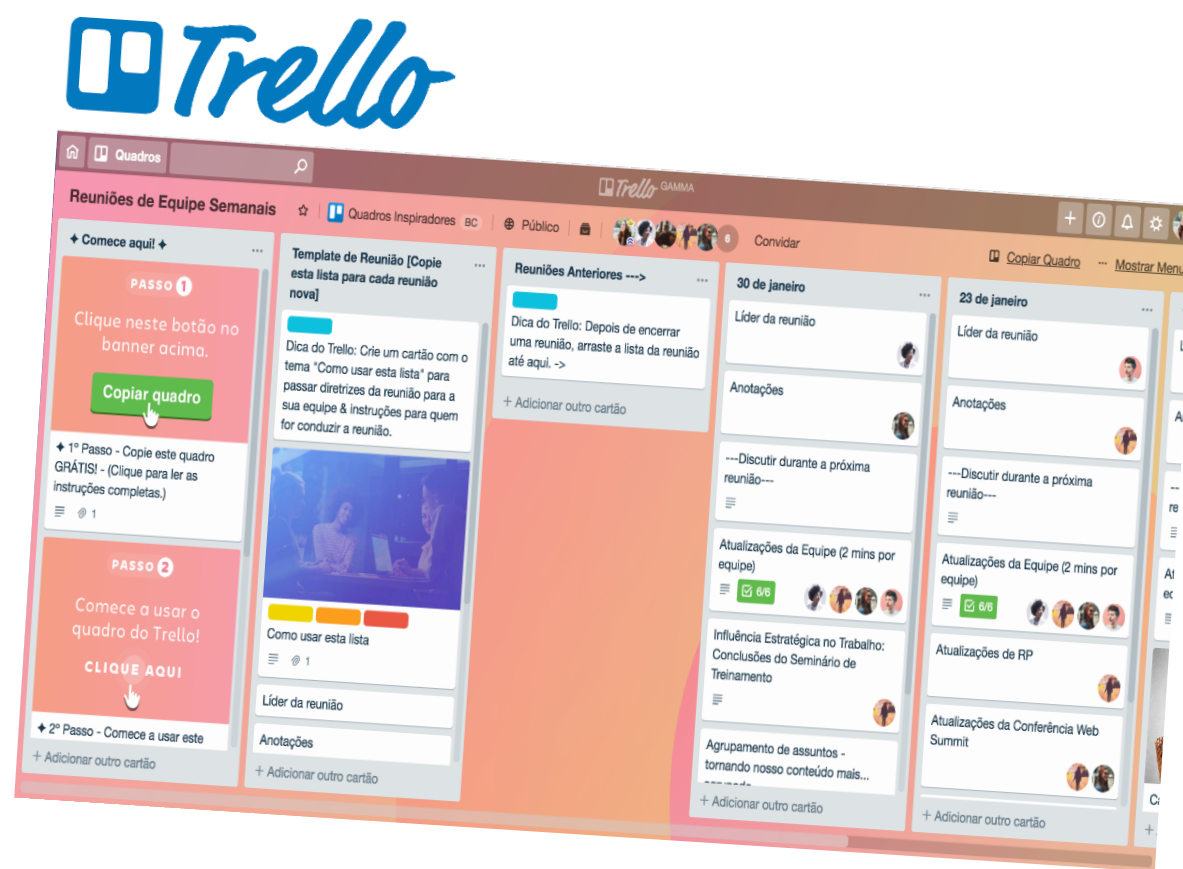 Trello
Quadros
Trello GAMMA
Reuniões de Equipe Semanais
Quadros Inspiradores
BC
Público
6
Convidar
Copiar Quadro
... Mostrar Menu
✦ Comece aqui! ✦
PASSO 1
Clique neste botão no
banner acima.
Copiar quadro
✦ 1º Passo - Copie este quadro
GRÁTIS! - (Clique para ler as
instruções completas.)
1
PASSO 2
Comece a usar o
quadro do Trello!
CLIQUE AQUI
✦ 2º Passo - Comece a usar este
+ Adicionar outro cartão
Template de Reunião [Copie
esta lista para cada reunião
nova]
Dica do Trello: Crie um cartão com o
tema "Como usar esta lista" para
passar diretrizes da reunião para a
sua equipe & instruções para quem
for conduzir a reunião.
Como usar esta lista
1
Líder da reunião
Anotações
+ Adicionar outro cartão
Reuniões Anteriores --->
Dica do Trello: Depois de encerrar
uma reunião, arraste a lista da reunião
até aqui. ->
+ Adicionar outro cartão
30 de janeiro
Líder da reunião
Anotações
---Discutir durante a próxima
reunião---
Atualizações da Equipe (2 mins por
equipe)
6/6
Influência Estratégica no Trabalho:
Conclusões do Seminário de
Treinamento
Agrupamento de assuntos -
tornando nosso conteúdo mais...
+ Adicionar outro cartão
23 de janeiro
Líder da reunião
Anotações
---Discutir durante a próxima
reunião---
Atualizações da Equipe (2 mins por
equipe)
6/6
Atualizações de RP
Atualizações da Conferência Web
Summit
+ Adicionar outro cartão